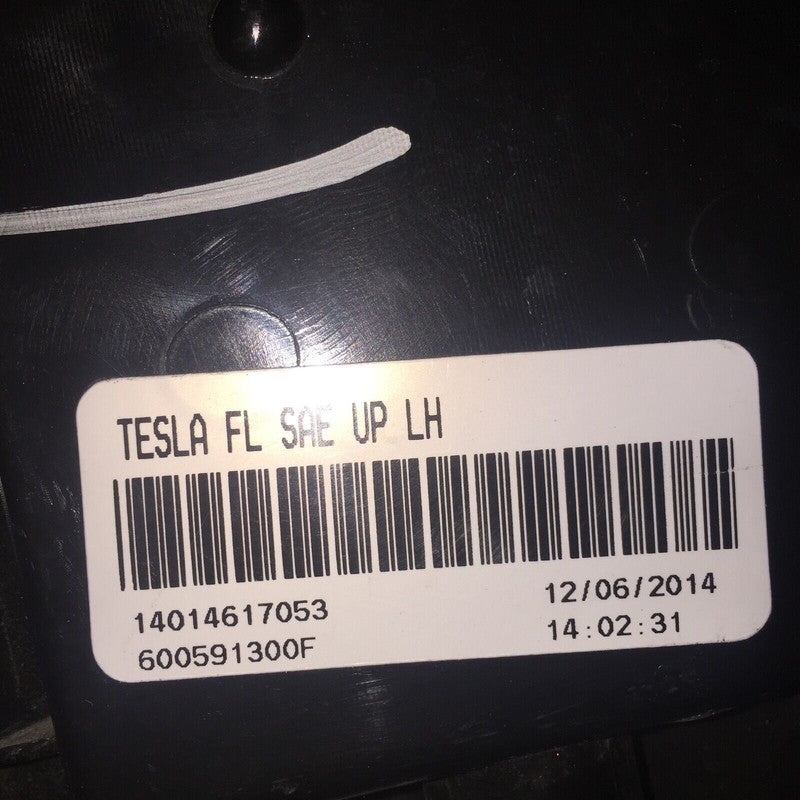 TESLA FL SAE UP LH
14014617053
12/06/2014
600591300F
14:02:31